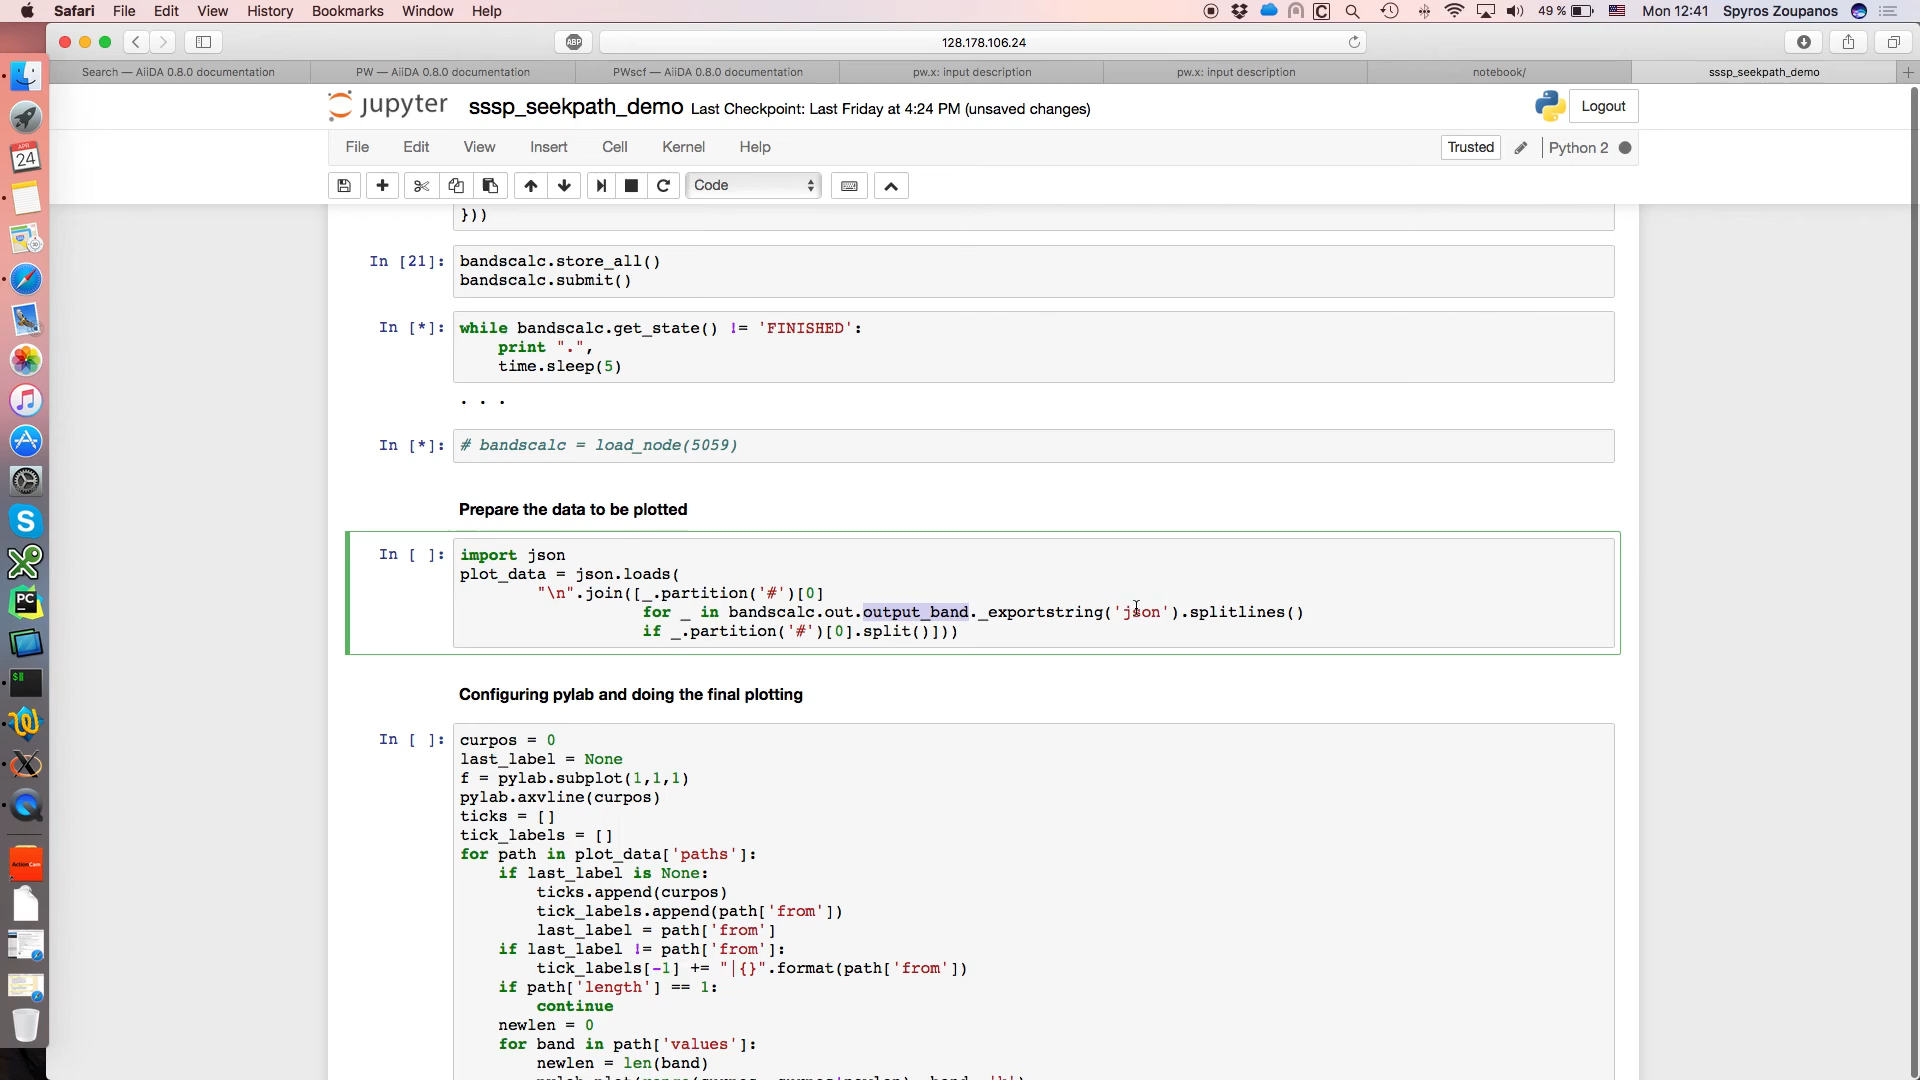 Safari File Edit View History Bookmarks Window Help 49 % Mon 12:41 Spyros Zoupanos
ABP 128.178.106.24
Search — AiiDA 0.8.0 documentation PW — AiiDA 0.8.0 documentation PWscf — AiiDA 0.8.0 documentation pw.x: input description pw.x: input description notebook/ sssp_seekpath_demo
jupyter sssp_seekpath_demo Last Checkpoint: Last Friday at 4:24 PM (unsaved changes) Logout
File Edit View Insert Cell Kernel Help Trusted Python 2
Code
}))
In [21]: bandscalc.store_all()
bandscalc.submit()
In [*]: while bandscalc.get_state() != 'FINISHED':
print ".",
time.sleep(5)
. . .
In [*]: # bandscalc = load_node(5059)
Prepare the data to be plotted
In [ ]: import json
plot_data = json.loads(
"\n".join([_.partition('#')[0]
for _ in bandscalc.out.output_band._exportstring('json').splitlines()
if _.partition('#')[0].split()]))
Configuring pylab and doing the final plotting
In [ ]: curpos = 0
last_label = None
f = pylab.subplot(1,1,1)
pylab.axvline(curpos)
ticks = []
tick_labels = []
for path in plot_data['paths']:
if last_label is None:
ticks.append(curpos)
tick_labels.append(path['from'])
last_label = path['from']
if last_label != path['from']:
tick_labels[-1] += "|{}".format(path['from'])
if path['length'] == 1:
continue
newlen = 0
for band in path['values']:
newlen = len(band)
APR
24
PC
ActionCam